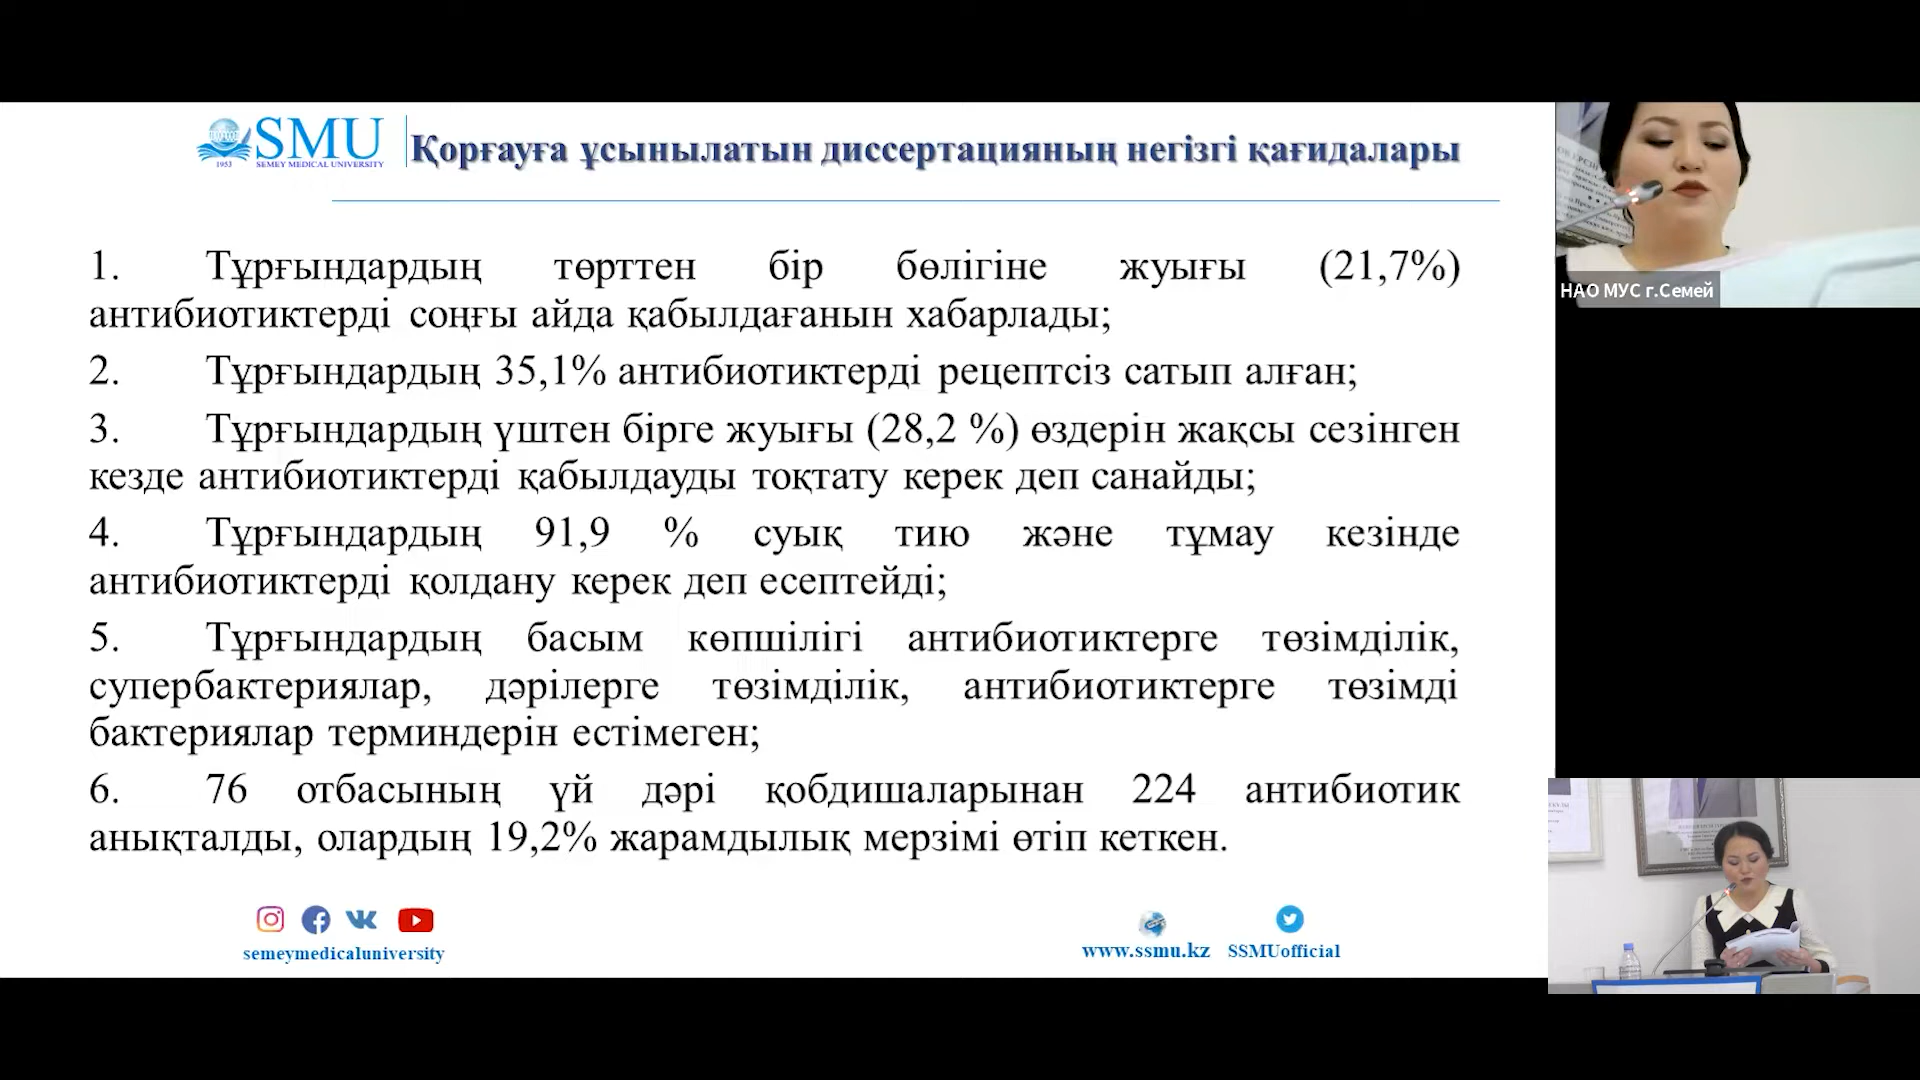 SMU
SEMEY MEDICAL UNIVERSITY
1953
Қорғауға ұсынылатын диссертацияның негізгі қағидалары
1. Тұрғындардың төрттен бір бөлігіне жуығы (21,7%)
антибиотиктерді соңғы айда қабылдағанын хабарлады;
2. Тұрғындардың 35,1% антибиотиктерді рецептсіз сатып алған;
3. Тұрғындардың үштен бірге жуығы (28,2 %) өздерін жақсы сезінген
кезде антибиотиктерді қабылдауды тоқтату керек деп санайды;
4. Тұрғындардың 91,9 % суық тию және тұмау кезінде
антибиотиктерді қолдану керек деп есептейді;
5. Тұрғындардың басым көпшілігі антибиотиктерге төзімділік,
супербактериялар, дәрілерге төзімділік, антибиотиктерге төзімді
бактериялар терминдерін естімеген;
6. 76 отбасының үй дәрі қобдишаларынан 224 антибиотик
анықталды, олардың 19,2% жарамдылық мерзімі өтіп кеткен.
semeymedicaluniversity
www.ssmu.kz
SSMUofficial
НАО МУС г.Семей